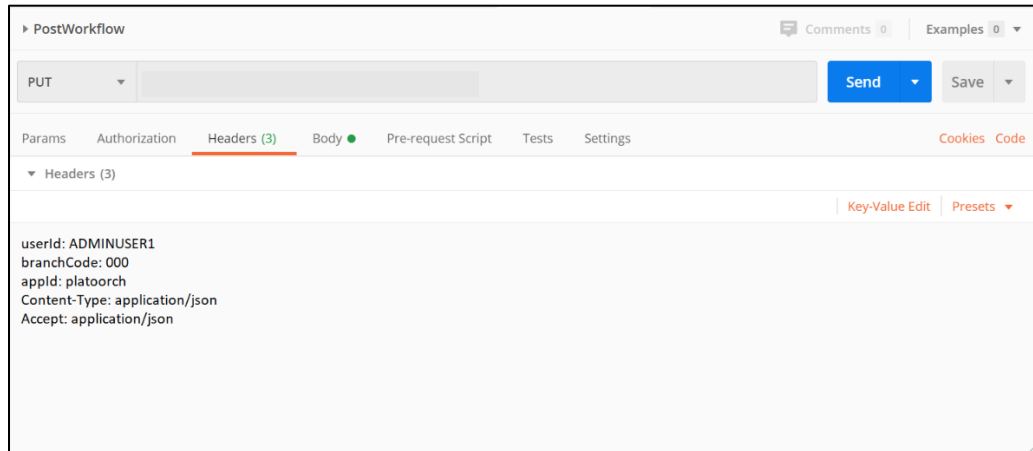 PostWorkflow
Comments 0
Examples 0
PUT
Send
Save
Params Authorization Headers (3) Body Pre-request Script Tests Settings Cookies Code
Headers (3)
Key-Value Edit Presets
userId: ADMINUSER1
branchCode: 000
appId: platoorch
Content-Type: application/json
Accept: application/json